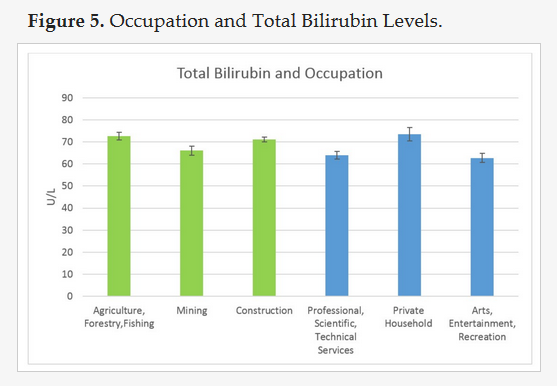 Figure 5. Occupation and Total Bilirubin Levels.
Total Bilirubin and Occupation
90
80
70
60
50
40
30
20
10
0
U/L
Agriculture,
Forestry,Fishing
Mining
Construction
Professional,
Scientific,
Technical
Services
Private
Household
Arts,
Entertainment,
Recreation